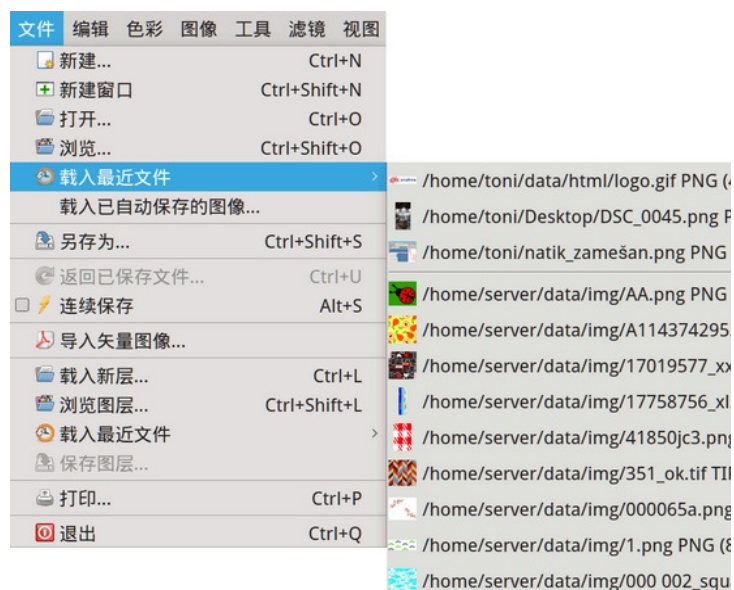 文件 编辑 色彩 图像 工具 滤镜 视图
新建... Ctrl+N
新建窗口 Ctrl+Shift+N
打开... Ctrl+O
浏览... Ctrl+Shift+O
载入最近文件
载入已自动保存的图像...
另存为... Ctrl+Shift+S
返回已保存文件... Ctrl+U
连续保存 Alt+S
导入矢量图像...
载入新层... Ctrl+L
浏览图层... Ctrl+Shift+L
载入最近文件
保存图层...
打印... Ctrl+P
退出 Ctrl+Q
/home/toni/data/html/logo.gif PNG (4
/home/toni/Desktop/DSC_0045.png P
/home/toni/natik_zamešan.png PNG
/home/server/data/img/AA.png PNG
/home/server/data/img/A114374295.
/home/server/data/img/17019577_xx
/home/server/data/img/17758756_xl.
/home/server/data/img/41850jc3.png
/home/server/data/img/351_ok.tif TIF
/home/server/data/img/000065a.png
/home/server/data/img/1.png PNG (8
/home/server/data/img/000 002_squa